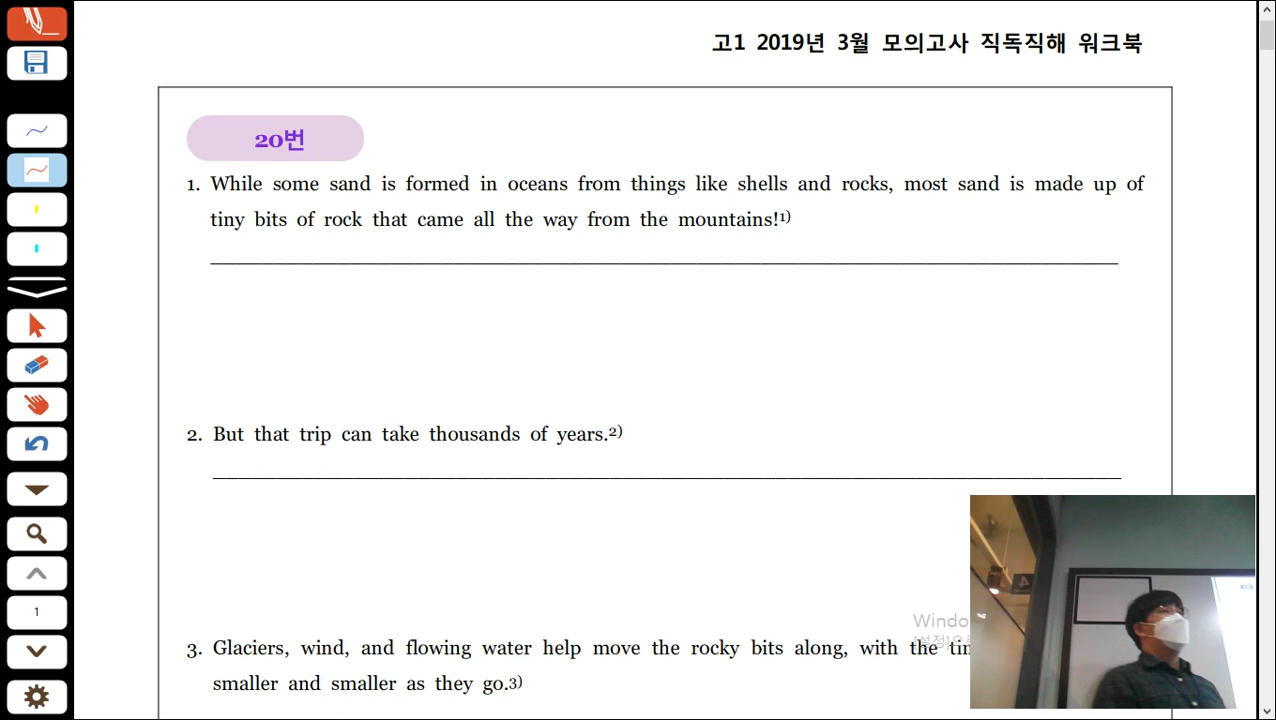 고1 2019년 3월 모의고사 직독직해 워크북
20번
1. While some sand is formed in oceans from things like shells and rocks, most sand is made up of
tiny bits of rock that came all the way from the mountains!1)
2. But that trip can take thousands of years.2)
3. Glaciers, wind, and flowing water help move the rocky bits along, with the
smaller and smaller as they go.3)
1
4